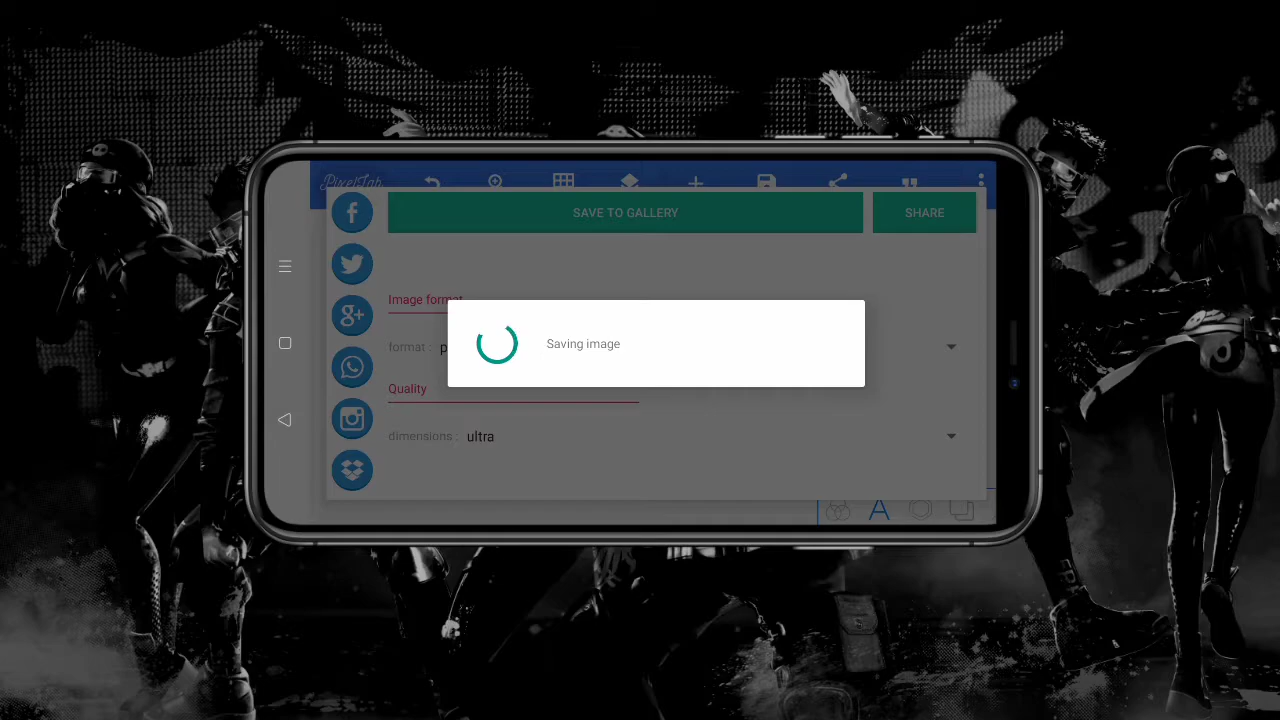 PixelLab
SAVE TO GALLERY
SHARE
Image format
format :
Saving image
Quality
dimensions : ultra